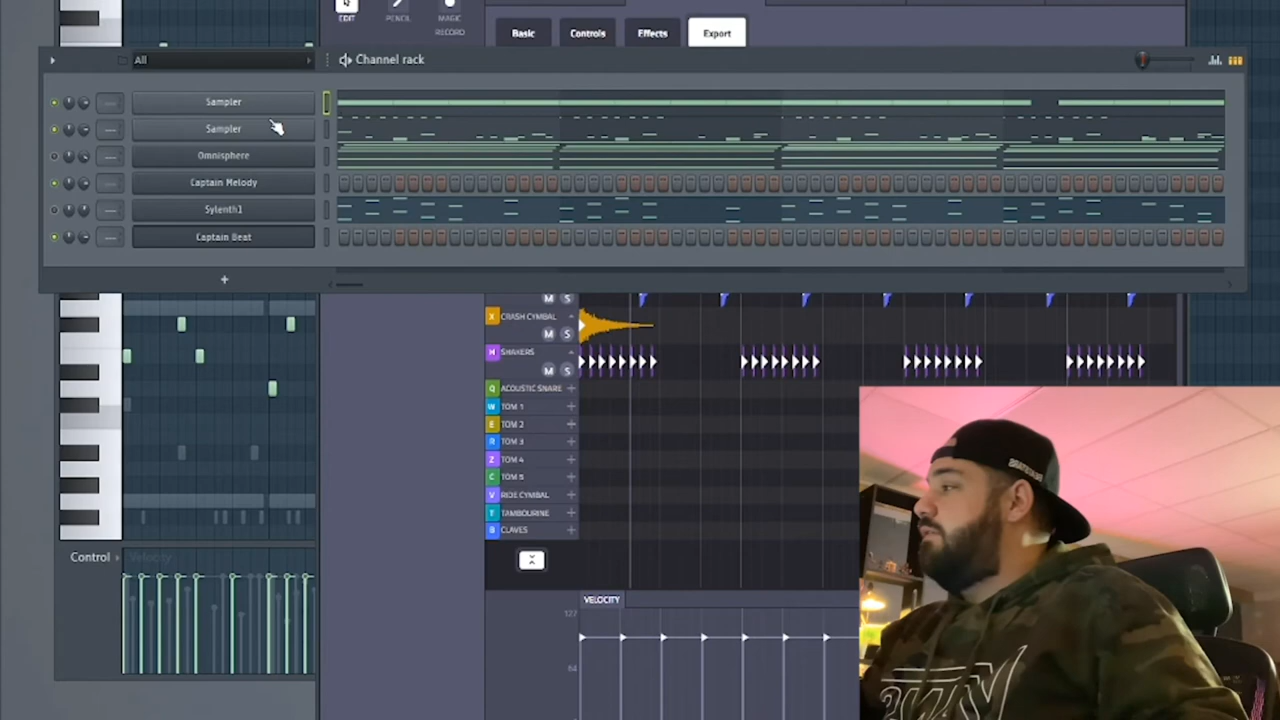 EDIT
PENCIL
MAGIC
RECORD
Basic
Controls
Effects
Export
All
Channel rack
Sampler
Sampler
Omnisphere
Captain Melody
Sylenth1
Captain Beat
+
M S
X CRASH CYMBAL
M S
H SHAKERS
M S
Q ACOUSTIC SNARE +
W TOM 1 +
E TOM 2 +
R TOM 3 +
Z TOM 4 +
C TOM 5 +
V RIDE CYMBAL +
T TAMBOURINE +
B CLAVES +
Control
Velocity
VELOCITY
127
64